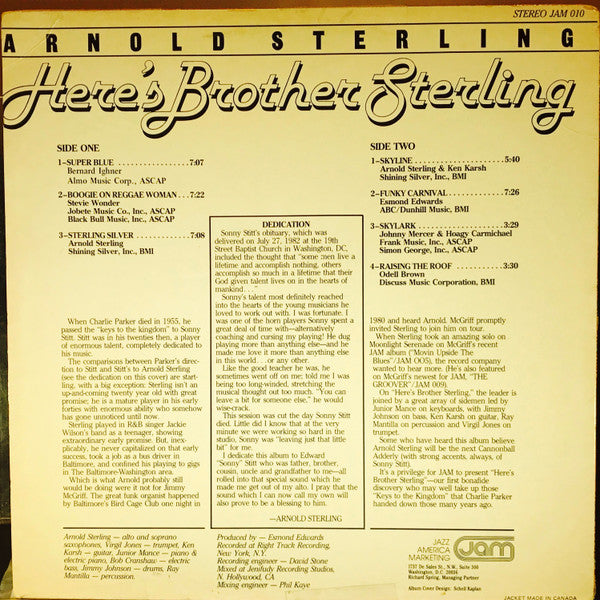 STEREO JAM 010
ARNOLD STERLING
Here's Brother Sterling
SIDE ONE
1–SUPER BLUE ................7:07
Bernard Ighner
Almo Music Corp., ASCAP
2–BOOGIE ON REGGAE WOMAN...7:22
Stevie Wonder
Jobete Music Co., Inc., ASCAP
Black Bull Music, Inc., ASCAP
3–STERLING SILVER ............7:08
Arnold Sterling
Shining Silver, Inc., BMI
SIDE TWO
1–SKYLINE ....................5:40
Arnold Sterling & Ken Karsh
Shining Silver, Inc., BMI
2–FUNKY CARNIVAL ............7:26
Esmond Edwards
ABC/Dunhill Music, BMI
3–SKYLARK ....................3:29
Johnny Mercer & Hoagy Carmichael
Frank Music, Inc., ASCAP
Simon George, Inc., ASCAP
4–RAISING THE ROOF ..........3:30
Odell Brown
Discuss Music Corporation, BMI
When Charlie Parker died in 1955, he
passed the "keys to the kingdom" to Sonny
Stitt. Stitt was in his twenties then, a player
of enormous talent, completely dedicated to
his music.
The comparisons between Parker's direc-
tion to Stitt and Stitt's to Arnold Sterling
(see the dedication on this cover) are start-
ling, with a big exception: Sterling isn't an
up-and-coming twenty year old with great
promise; he is a mature player in his early
forties with enormous ability who somehow
has gone unnoticed until now.
Sterling played in R&B singer Jackie
Wilson's band as a teenager, showing
extraordinary early promise. But, inex-
plicably, he never capitalized on that early
success, took a job as a bus driver in
Baltimore, and confined his playing to gigs
in The Baltimore-Washington area.
Which is what Arnold probably still
would be doing were it not for Jimmy
McGriff. The great funk organist happened
by Baltimore's Bird Cage Club one night in
DEDICATION
Sonny Stitt's obituary, which was
delivered on July 27, 1982 at the 19th
Street Baptist Church in Washington, DC,
included the thought that "some men live a
lifetime and accomplish nothing, others
accomplish so much in a lifetime that their
God given talent lives on in the hearts of
mankind. . ."
Sonny's talent most definitely reached
into the hearts of the young musicians he
loved to work out with. I was fortunate. I
was one of the horn players Sonny spent a
great deal of time with—alternatively
coaching and cursing my playing! He dug
playing more than anything else—and he
made me love it more than anything else
in this world. . .or any other.
Like the good teacher he was, he
sometimes went off on me: told me I was
being too long-winded, stretching the
musical thought out too much. "You can
leave a bit for someone else," he would
wise-crack.
This session was cut the day Sonny Stitt
died. Little did I know that at the very
minute we were working so hard in the
studio, Sonny was "leaving just that little
bit" for me.
I dedicate this album to Edward
"Sonny" Stitt who was father, brother,
cousin, uncle and grandfather to me—all
rolled into that special sound which he
made me get out of my alto. I pray that the
sound which I can now call my own will
also prove to be a blessing to him.
—ARNOLD STERLING
1980 and heard Arnold. McGriff promptly
invited Sterling to join him on tour.
When Sterling took an amazing solo on
Moonlight Serenade on McGriff's recent
JAM album ("Movin Upside The
Blues"/JAM 005), the record company
wanted to hear more. (He's also featured
on McGriff's newest for JAM, "THE
GROOVER"/JAM 009).
On "Here's Brother Sterling," the leader is
joined by a great array of sidemen led by
Junior Mance on keyboards, with Jimmy
Johnson on bass, Ken Karsh on guitar, Ray
Mantilla on percussion and Virgil Jones on
trumpet.
Some who have heard this album believe
Arnold Sterling will be the next Cannonball
Adderly (with strong accents, always, of
Sonny Stitt).
It's a privilege for JAM to present "Here's
Brother Sterling"—our first bonafide
discovery who may well take up those
"Keys to the Kingdom" that Charlie Parker
handed down those many years ago.
Arnold Sterling – alto and soprano
saxophones, Virgil Jones – trumpet, Ken
Karsh – guitar, Junior Mance – piano &
electric piano, Bob Cranshaw – electric
bass, Jimmy Johnson – drums, Ray
Mantilla – percussion.
Produced by – Esmond Edwards
Recorded at Right Track Recording,
New York, N.Y.
Recording engineer – David Stone
Mixed at Jenifudy Recording Studios,
N. Hollywood, CA
Mixing engineer – Phil Kaye
JAZZ
AMERICA
MARKETING
jam
1737 De Sales St., N.W., Suite 300
Washington, D.C. 20036
Richard Spring, Managing Partner
Album Cover Design: Schell Kaplan
JACKET MADE IN CANADA